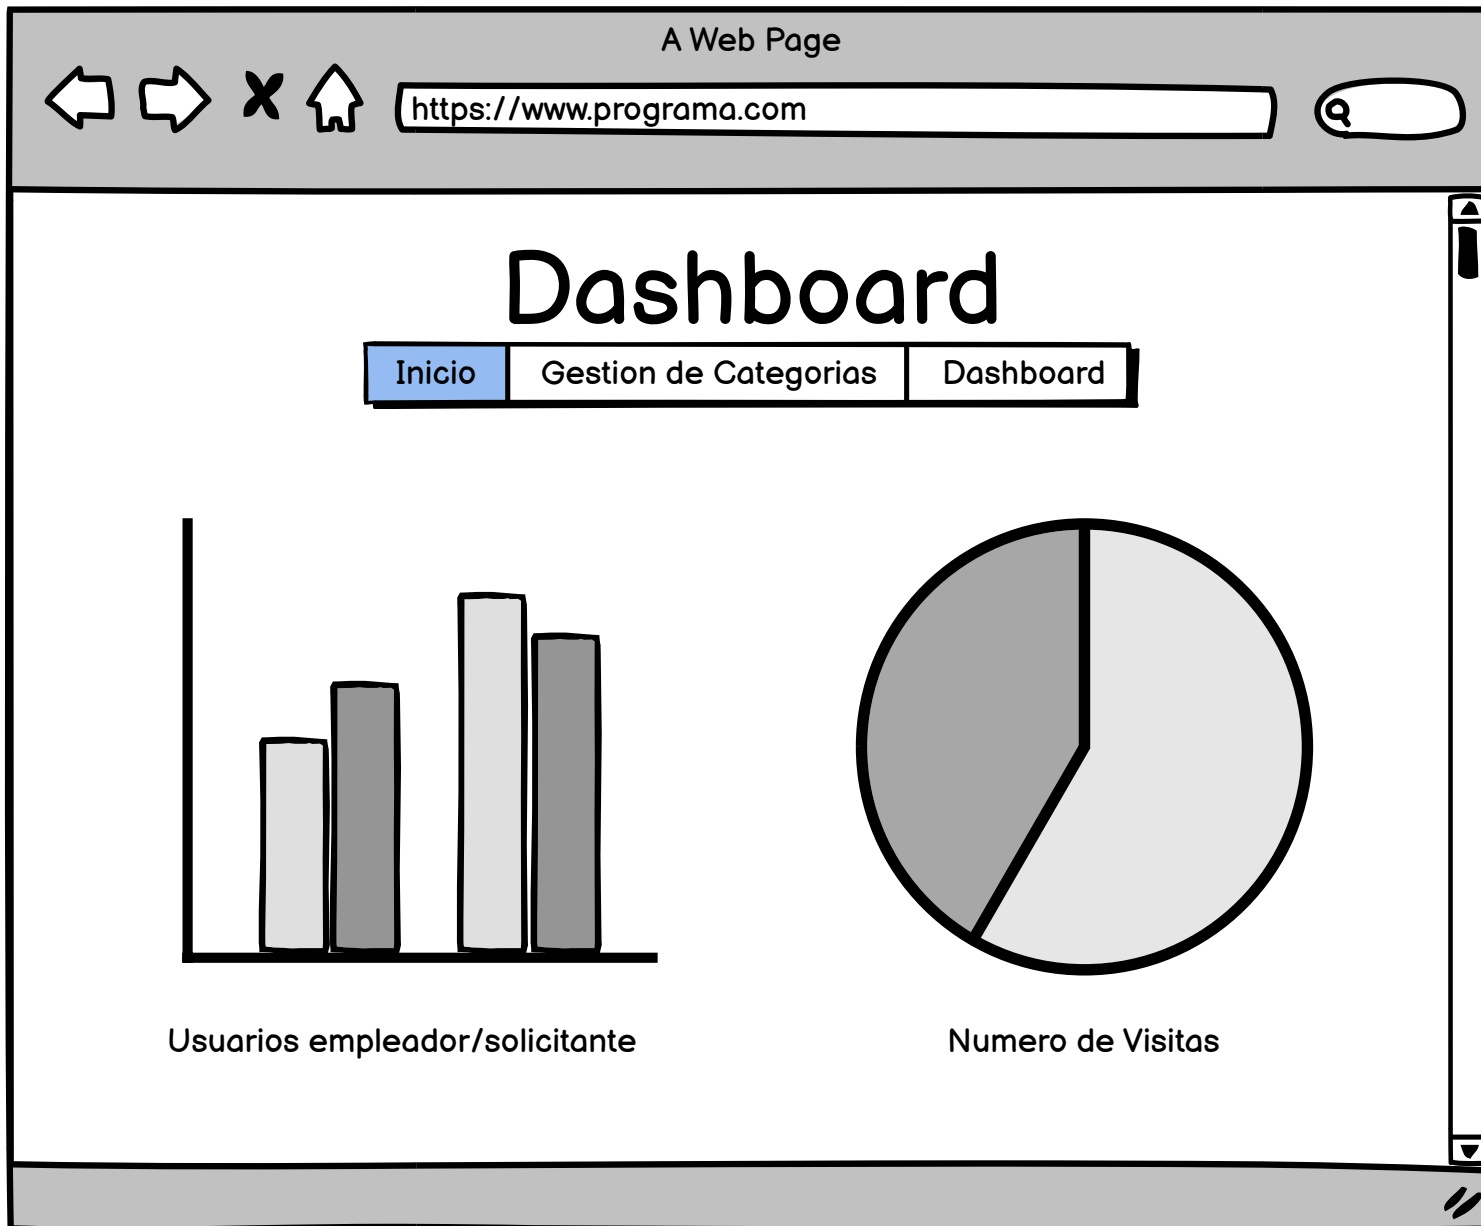 A Web Page
https://www.programa.com
Dashboard
Inicio Gestion de Categorias Dashboard
Usuarios empleador/solicitante
Numero de Visitas